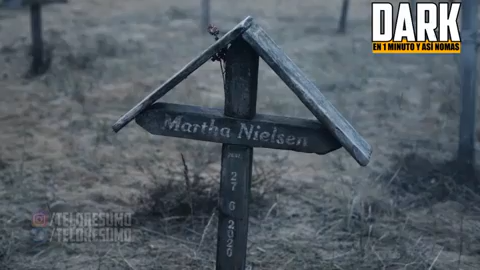 DARK
EN 1 MINUTO Y ASÍ NOMAS
Martha Nielsen
27
6
2020
/TELORESUMO
/TELORESUMO